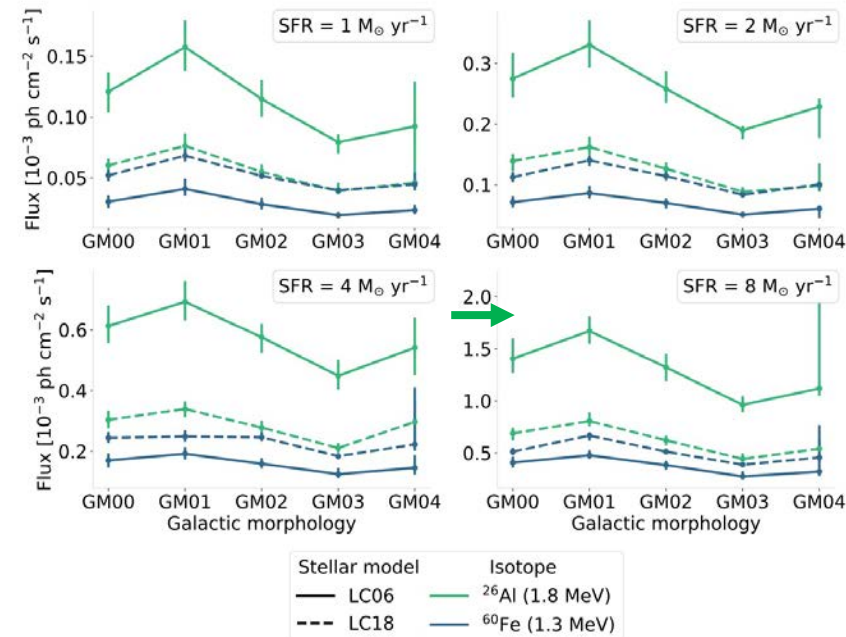 SFR = 1 M⊙ yr⁻¹
Flux [10⁻³ ph cm⁻² s⁻¹]
0.15
0.10
0.05
GM00 GM01 GM02 GM03 GM04
SFR = 2 M⊙ yr⁻¹
0.3
0.2
0.1
GM00 GM01 GM02 GM03 GM04
SFR = 4 M⊙ yr⁻¹
Flux [10⁻³ ph cm⁻² s⁻¹]
0.6
0.4
0.2
GM00 GM01 GM02 GM03 GM04
Galactic morphology
SFR = 8 M⊙ yr⁻¹
2.0
1.5
1.0
0.5
GM00 GM01 GM02 GM03 GM04
Galactic morphology
Stellar model
LC06
LC18
Isotope
²⁶Al (1.8 MeV)
⁶⁰Fe (1.3 MeV)